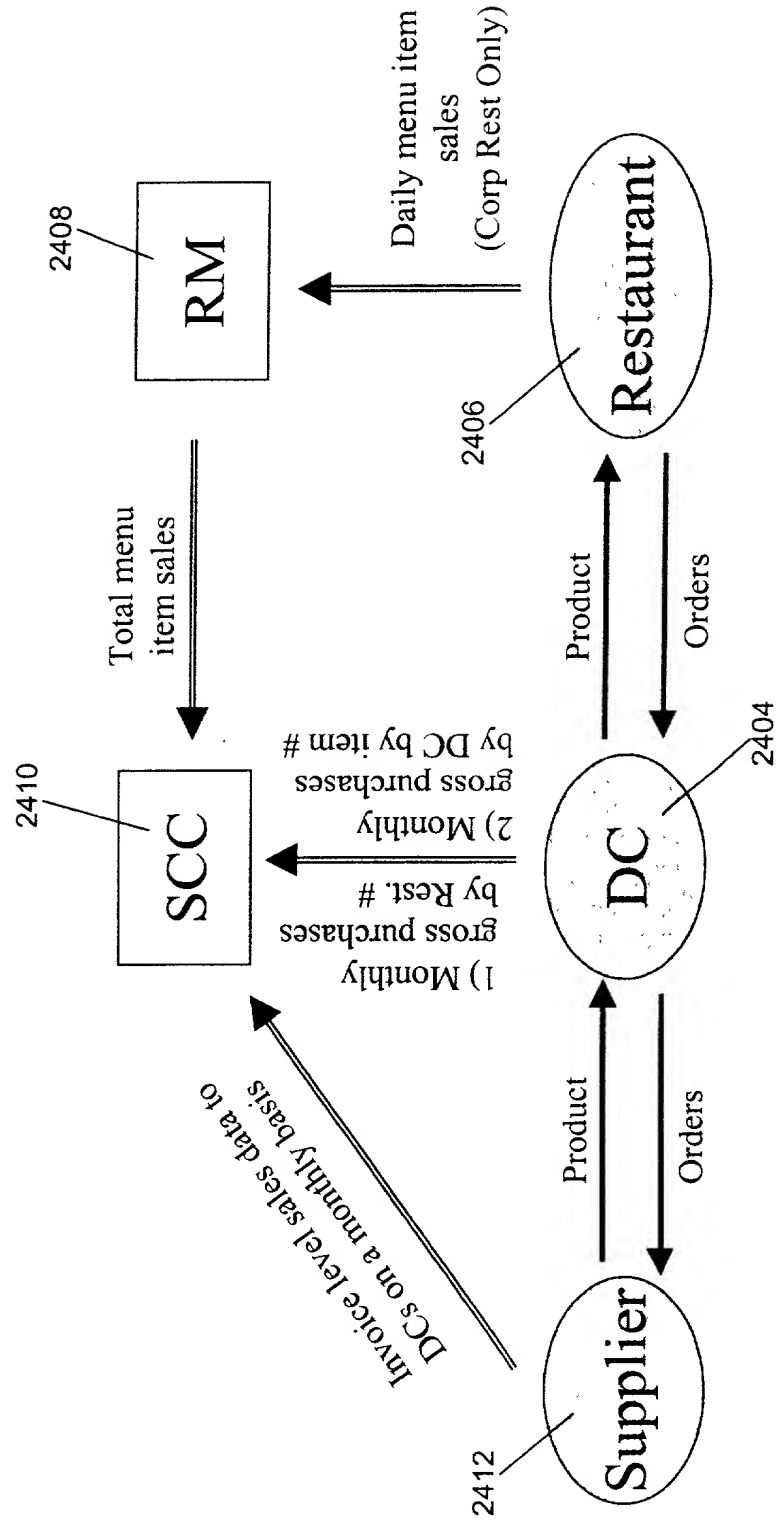 2410
SCC
2408
RM
Total menu
item sales
Daily menu item
sales
(Corp Rest Only)
Invoice level sales data to
DCs on a monthly basis
1) Monthly
gross purchases
by Rest. #
2) Monthly
gross purchases
by DC by item #
2412
Supplier
Product
Orders
DC
2404
Product
Orders
2406
Restaurant